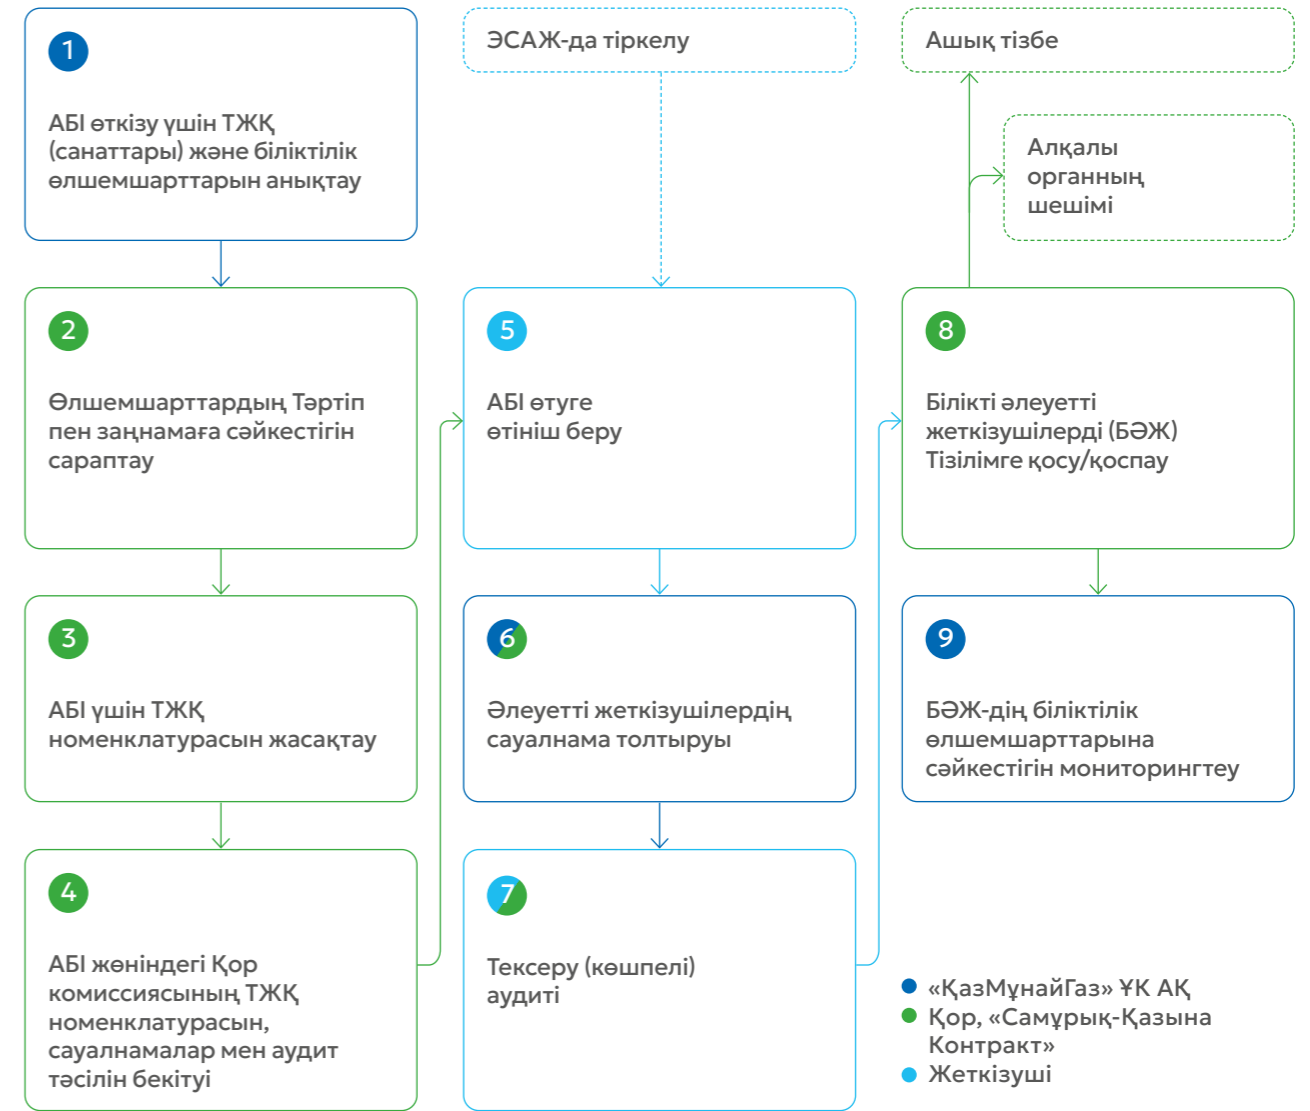 1
АБІ өткізу үшін ТЖҚ
(санаттары) және біліктілік
өлшемшарттарын анықтау
2
Өлшемшарттардың Тәртіп
пен заңнамаға сәйкестігін
сараптау
3
АБІ үшін ТЖҚ
номенклатурасын жасақтау
4
АБІ жөніндегі Қор
комиссиясының ТЖҚ
номенклатурасын,
сауалнамалар мен аудит
тәсілін бекітуі
ЭСАЖ-да тіркелу
5
АБІ өтуге
өтініш беру
6
Әлеуетті жеткізушілердің
сауалнама толтыруы
7
Тексеру (көшпелі)
аудиті
Ашық тізбе
Алқалы
органның
шешімі
8
Білікті әлеуетті
жеткізушілерді (БӘЖ)
Тізілімге қосу/қоспау
9
БӘЖ-дің біліктілік
өлшемшарттарына
сәйкестігін мониторингтеу
«ҚазМұнайГаз» ҰК АҚ
Қор, «Самұрық-Қазына
Контракт»
Жеткізуші